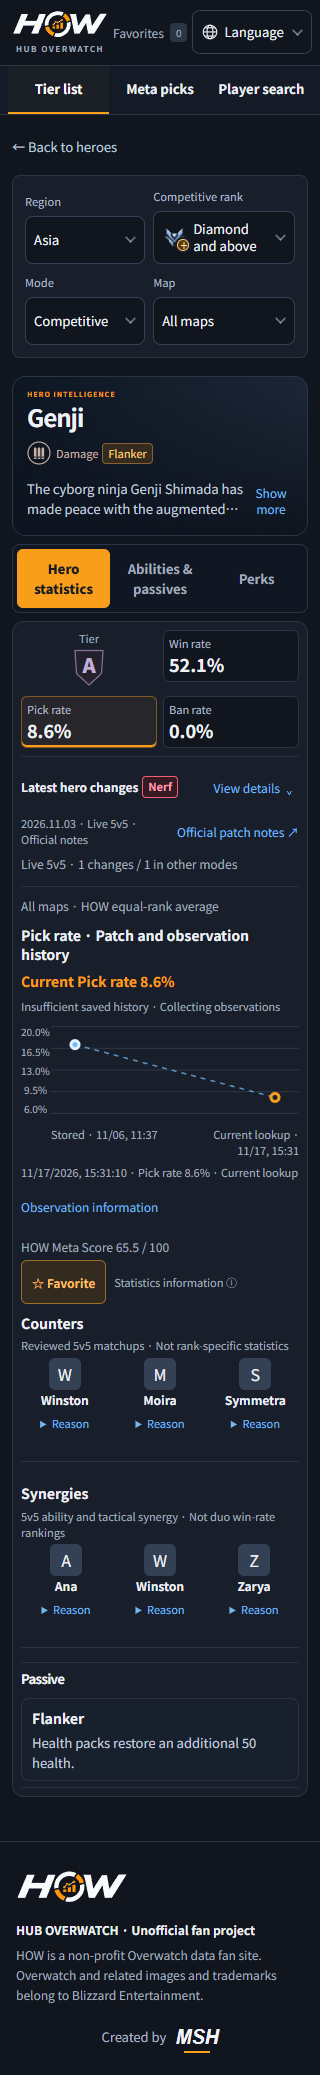 HOW
HUB OVERWATCH
Favorites 0
Language
Tier list
Meta picks
Player search
← Back to heroes
Region
Competitive rank
Asia
Diamond
and above
Mode
Map
Competitive
All maps
HERO INTELLIGENCE
Genji
Damage Flanker
The cyborg ninja Genji Shimada has
made peace with the augmented···
Show
more
Hero
statistics
Abilities &
passives
Perks
Tier
A
Win rate
52.1%
Pick rate
8.6%
Ban rate
0.0%
Latest hero changes Nerf
View details
2026.11.03 · Live 5v5 ·
Official notes
Official patch notes ↗
Live 5v5 · 1 changes / 1 in other modes
All maps · HOW equal-rank average
Pick rate · Patch and observation
history
Current Pick rate 8.6%
Insufficient saved history · Collecting observations
20.0%
16.5%
13.0%
9.5%
6.0%
Stored · 11/06, 11:37
Current lookup ·
11/17, 15:31
11/17/2026, 15:31:10 · Pick rate 8.6% · Current lookup
Observation information
HOW Meta Score 65.5 / 100
☆ Favorite
Statistics information ⓘ
Counters
Reviewed 5v5 matchups · Not rank-specific statistics
W
M
S
Winston
Moira
Symmetra
▶ Reason
▶ Reason
▶ Reason
Synergies
5v5 ability and tactical synergy · Not duo win-rate
rankings
A
W
Z
Ana
Winston
Zarya
▶ Reason
▶ Reason
▶ Reason
Passive
Flanker
Health packs restore an additional 50
health.
HOW
HUB OVERWATCH · Unofficial fan project
HOW is a non-profit Overwatch data fan site.
Overwatch and related images and trademarks
belong to Blizzard Entertainment.
Created by MSH